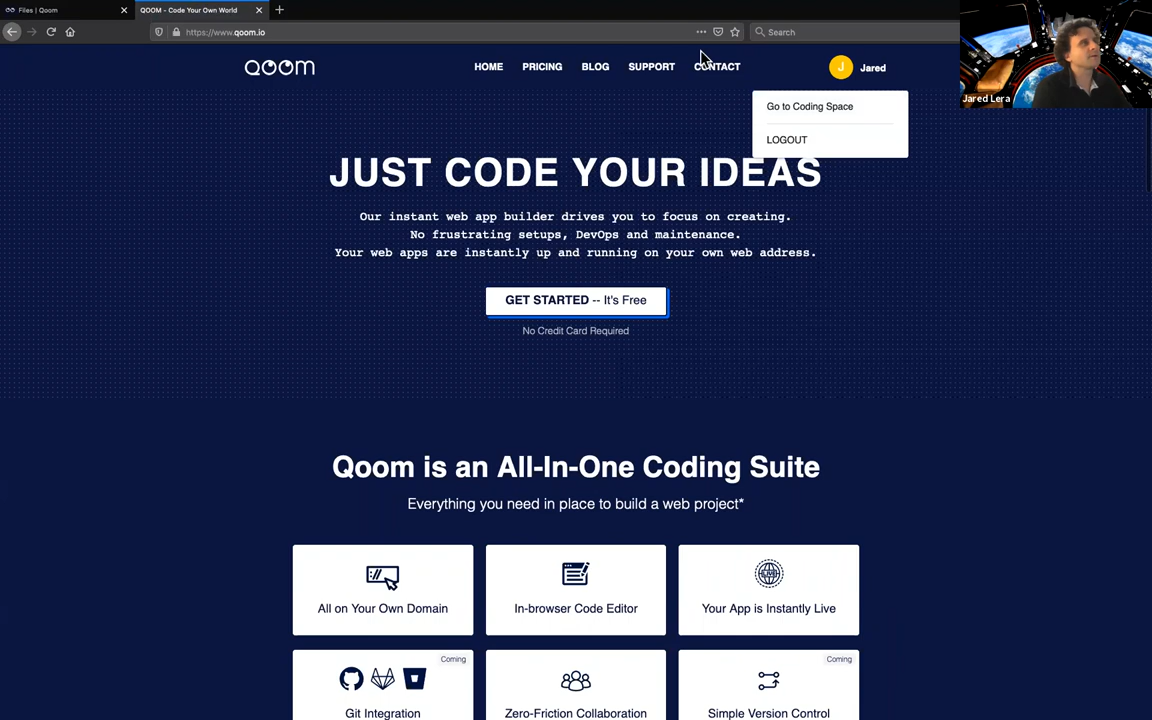 Files | Qoom
QOOM - Code Your Own World
https://www.qoom.io
Search
QOOM
HOME
PRICING
BLOG
SUPPORT
CONTACT
J
Jared
Jared Lera
Go to Coding Space
LOGOUT
JUST CODE YOUR IDEAS
Our instant web app builder drives you to focus on creating.
No frustrating setups, DevOps and maintenance.
Your web apps are instantly up and running on your own web address.
GET STARTED -- It's Free
No Credit Card Required
Qoom is an All-In-One Coding Suite
Everything you need in place to build a web project*
All on Your Own Domain
In-browser Code Editor
LIVE
Your App is Instantly Live
Coming
Git Integration
Zero-Friction Collaboration
Coming
Simple Version Control